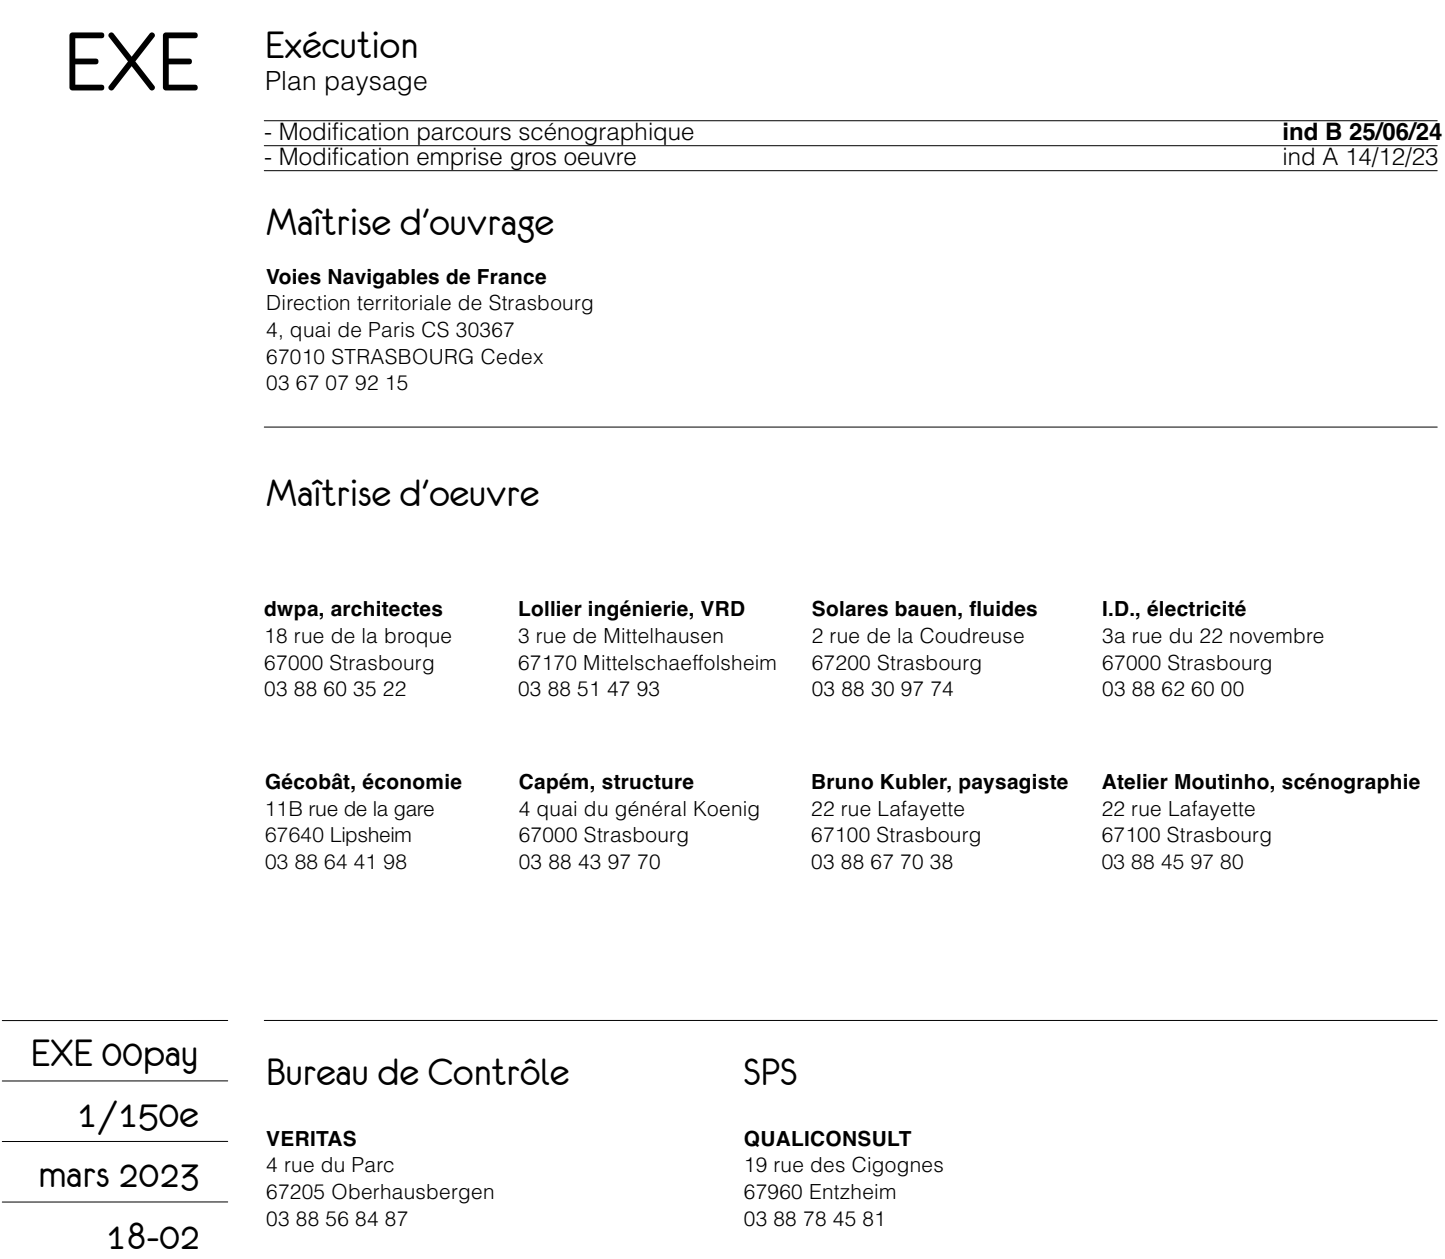 EXE
Exécution
Plan paysage
- Modification parcours scénographique ind B 25/06/24
- Modification emprise gros oeuvre ind A 14/12/23
Maîtrise d'ouvrage
Voies Navigables de France
Direction territoriale de Strasbourg
4, quai de Paris CS 30367
67010 STRASBOURG Cedex
03 67 07 92 15
Maîtrise d'oeuvre
dwpa, architectes
18 rue de la broque
67000 Strasbourg
03 88 60 35 22
Lollier ingénierie, VRD
3 rue de Mittelhausen
67170 Mittelschaeffolsheim
03 88 51 47 93
Solares bauen, fluides
2 rue de la Coudreuse
67200 Strasbourg
03 88 30 97 74
I.D., électricité
3a rue du 22 novembre
67000 Strasbourg
03 88 62 60 00
Gécobât, économie
11B rue de la gare
67640 Lipsheim
03 88 64 41 98
Capém, structure
4 quai du général Koenig
67000 Strasbourg
03 88 43 97 70
Bruno Kubler, paysagiste
22 rue Lafayette
67100 Strasbourg
03 88 67 70 38
Atelier Moutinho, scénographie
22 rue Lafayette
67100 Strasbourg
03 88 45 97 80
EXE 00pay
1/150e
mars 2023
18-02
Bureau de Contrôle
VERITAS
4 rue du Parc
67205 Oberhausbergen
03 88 56 84 87
SPS
QUALICONSULT
19 rue des Cigognes
67960 Entzheim
03 88 78 45 81